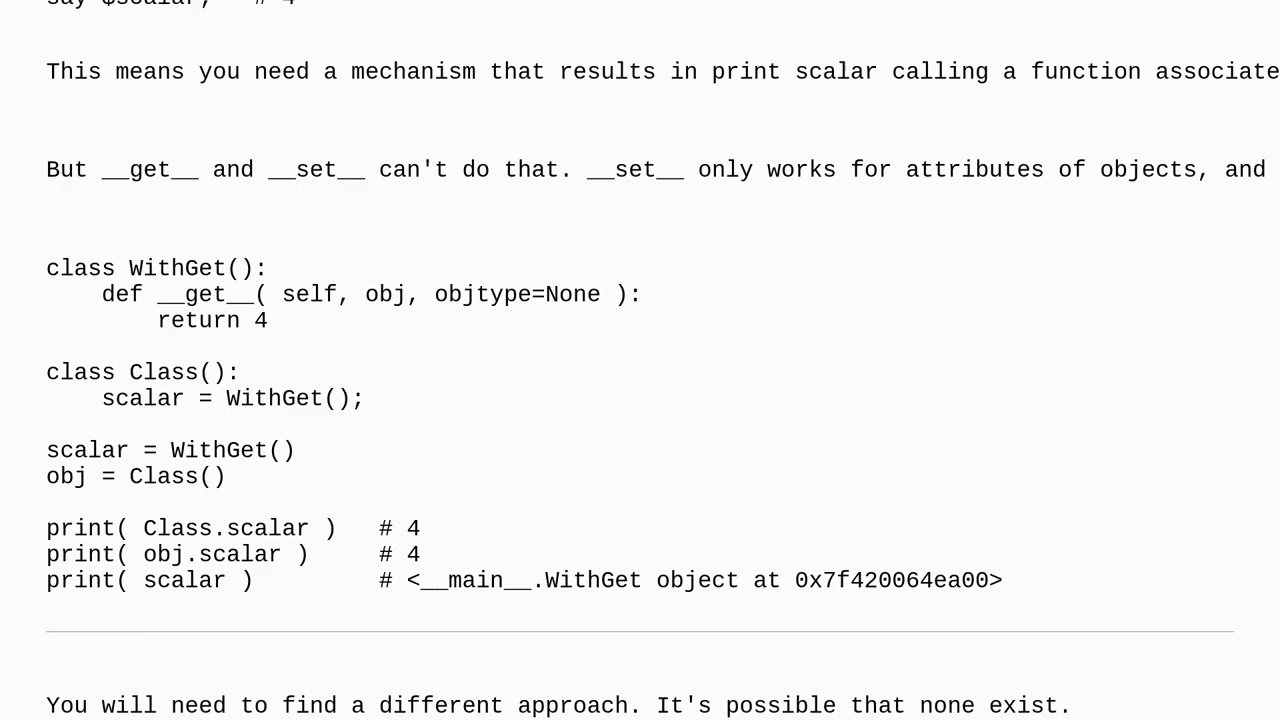 say $scalar;   # 4
This means you need a mechanism that results in print scalar calling a function associate
But __get__ and __set__ can't do that. __set__ only works for attributes of objects, and
class WithGet():
    def __get__( self, obj, objtype=None ):
        return 4
class Class():
    scalar = WithGet();
scalar = WithGet()
obj = Class()
print( Class.scalar )   # 4
print( obj.scalar )     # 4
print( scalar )         # <__main__.WithGet object at 0x7f420064ea00>
You will need to find a different approach. It's possible that none exist.